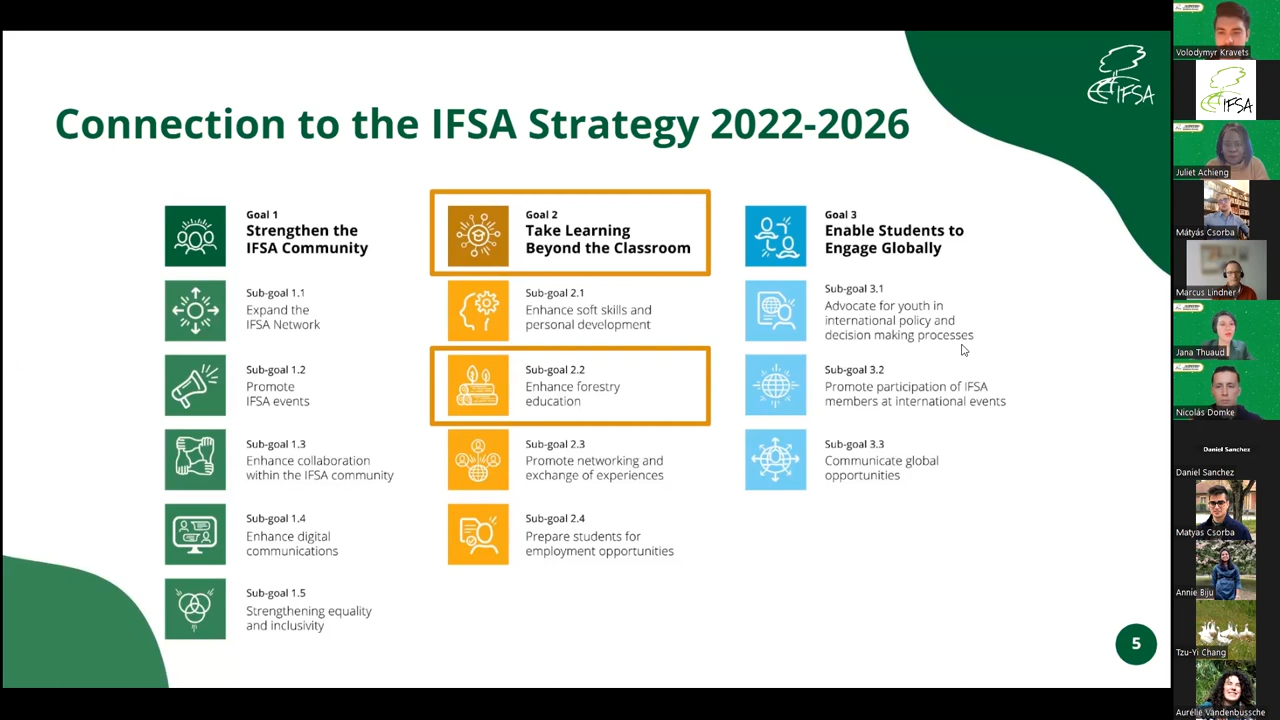 IFSA
Connection to the IFSA Strategy 2022-2026
Goal 1
Strengthen the
IFSA Community
Sub-goal 1.1
Expand the
IFSA Network
Sub-goal 1.2
Promote
IFSA events
Sub-goal 1.3
Enhance collaboration
within the IFSA community
Sub-goal 1.4
Enhance digital
communications
Sub-goal 1.5
Strengthening equality
and inclusivity
Goal 2
Take Learning
Beyond the Classroom
Sub-goal 2.1
Enhance soft skills and
personal development
Sub-goal 2.2
Enhance forestry
education
Sub-goal 2.3
Promote networking and
exchange of experiences
Sub-goal 2.4
Prepare students for
employment opportunities
Goal 3
Enable Students to
Engage Globally
Sub-goal 3.1
Advocate for youth in
international policy and
decision making processes
Sub-goal 3.2
Promote participation of IFSA
members at international events
Sub-goal 3.3
Communicate global
opportunities
5
Volodymyr Kravets
IFSA
Juliet Achieng
Mátyás Csorba
Marcus Lindner
Jana Thuaud
Nicolás Domke
Daniel Sanchez
Daniel Sanchez
Matyas Csorba
Annie Biju
Tzu-Yi Chang
Aurélie Vandenbussche